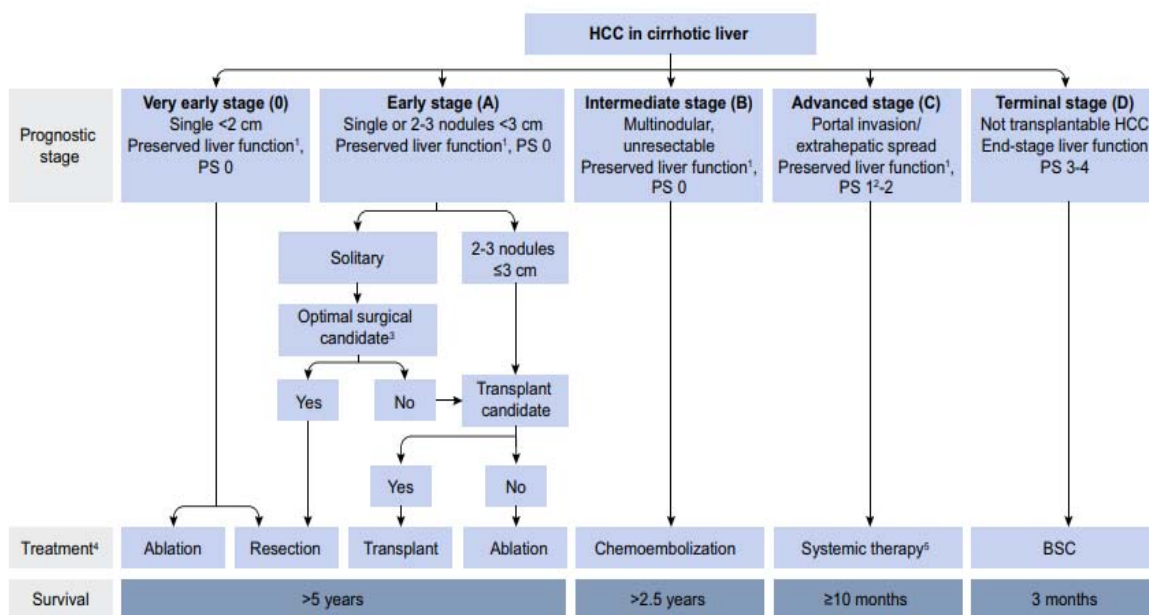 HCC in cirrhotic liver
Prognostic
stage
Very early stage (0)
Single <2 cm
Preserved liver function¹,
PS 0
Early stage (A)
Single or 2-3 nodules <3 cm
Preserved liver function¹, PS 0
Intermediate stage (B)
Multinodular,
unresectable
Preserved liver function¹,
PS 0
Advanced stage (C)
Portal invasion/
extrahepatic spread
Preserved liver function¹,
PS 1²-2
Terminal stage (D)
Not transplantable HCC
End-stage liver function
PS 3-4
Solitary
2-3 nodules
≤3 cm
Optimal surgical
candidate³
Yes
No
Transplant
candidate
Yes
No
Treatment⁴
Ablation
Resection
Transplant
Ablation
Chemoembolization
Systemic therapy⁵
BSC
Survival
>5 years
>2.5 years
≥10 months
3 months